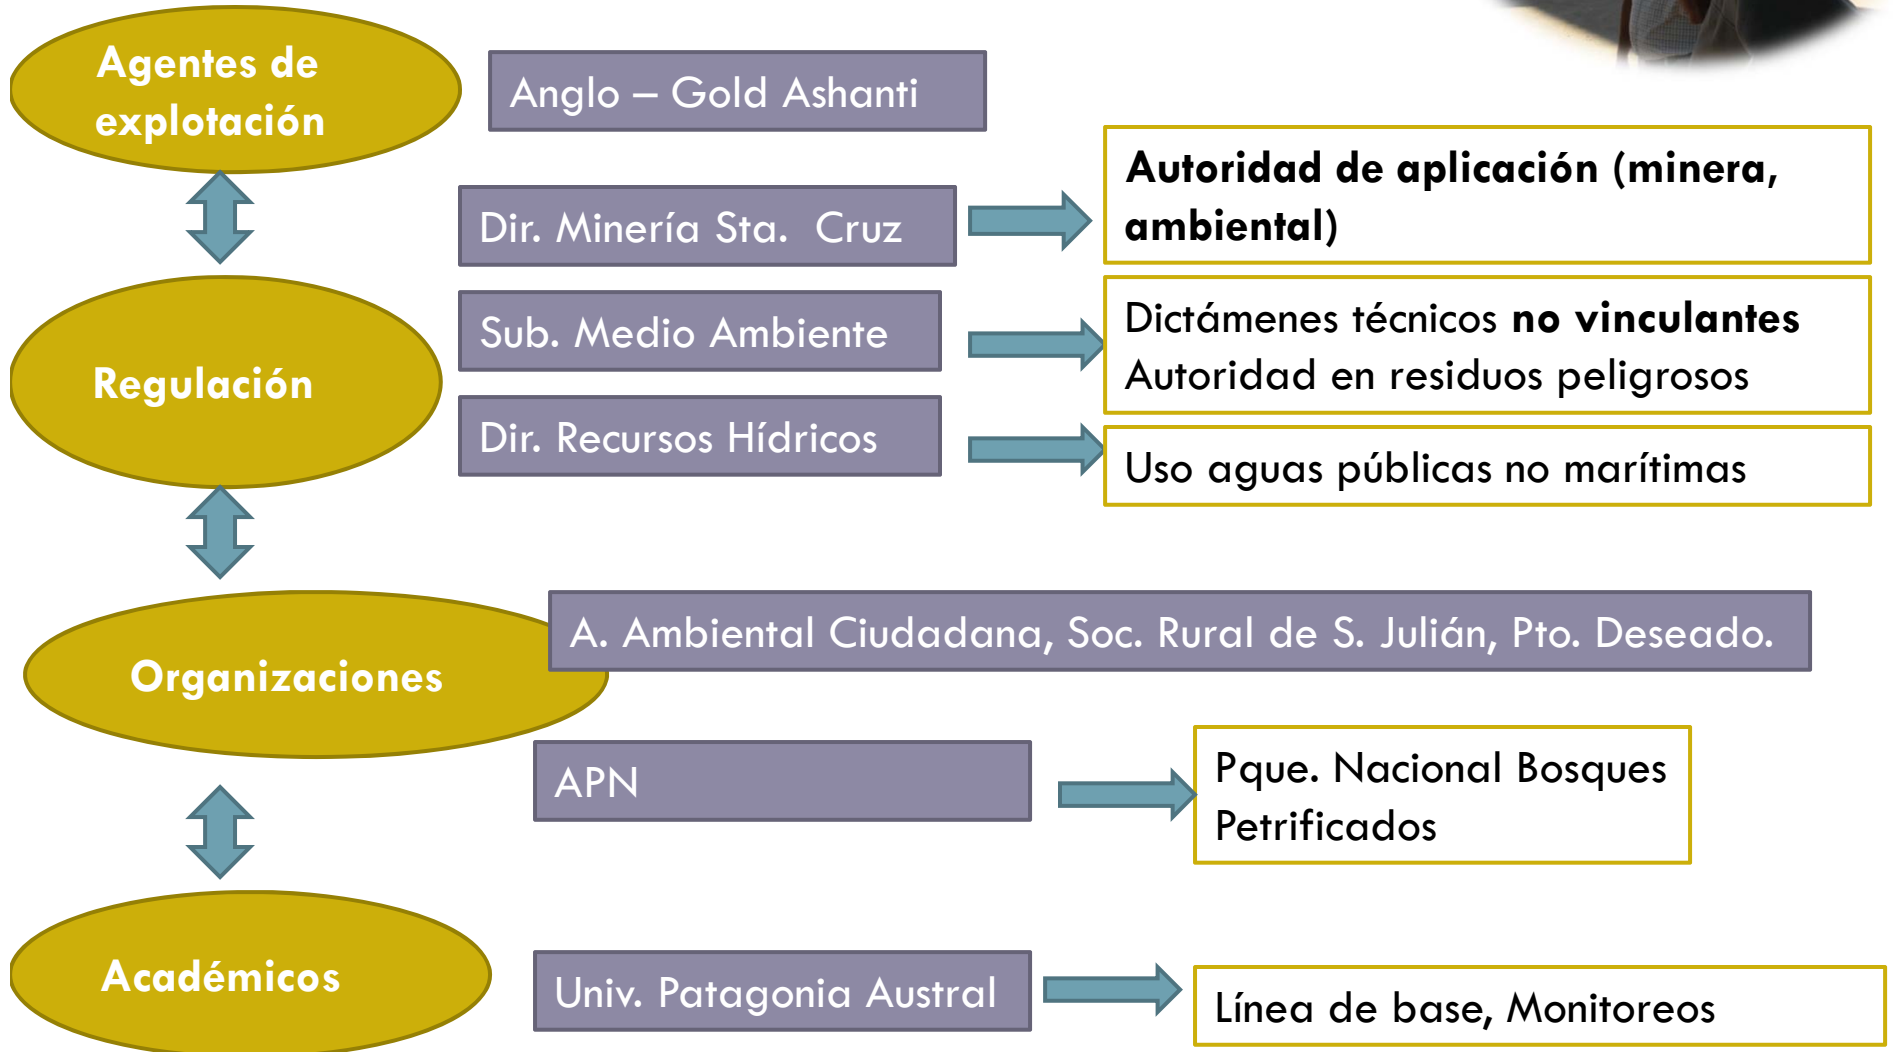 Agentes de
explotación
Anglo – Gold Ashanti
Dir. Minería Sta. Cruz
Autoridad de aplicación (minera,
ambiental)
Regulación
Sub. Medio Ambiente
Dictámenes técnicos no vinculantes
Autoridad en residuos peligrosos
Dir. Recursos Hídricos
Uso aguas públicas no marítimas
Organizaciones
A. Ambiental Ciudadana, Soc. Rural de S. Julián, Pto. Deseado.
APN
Pque. Nacional Bosques
Petrificados
Académicos
Univ. Patagonia Austral
Línea de base, Monitoreos